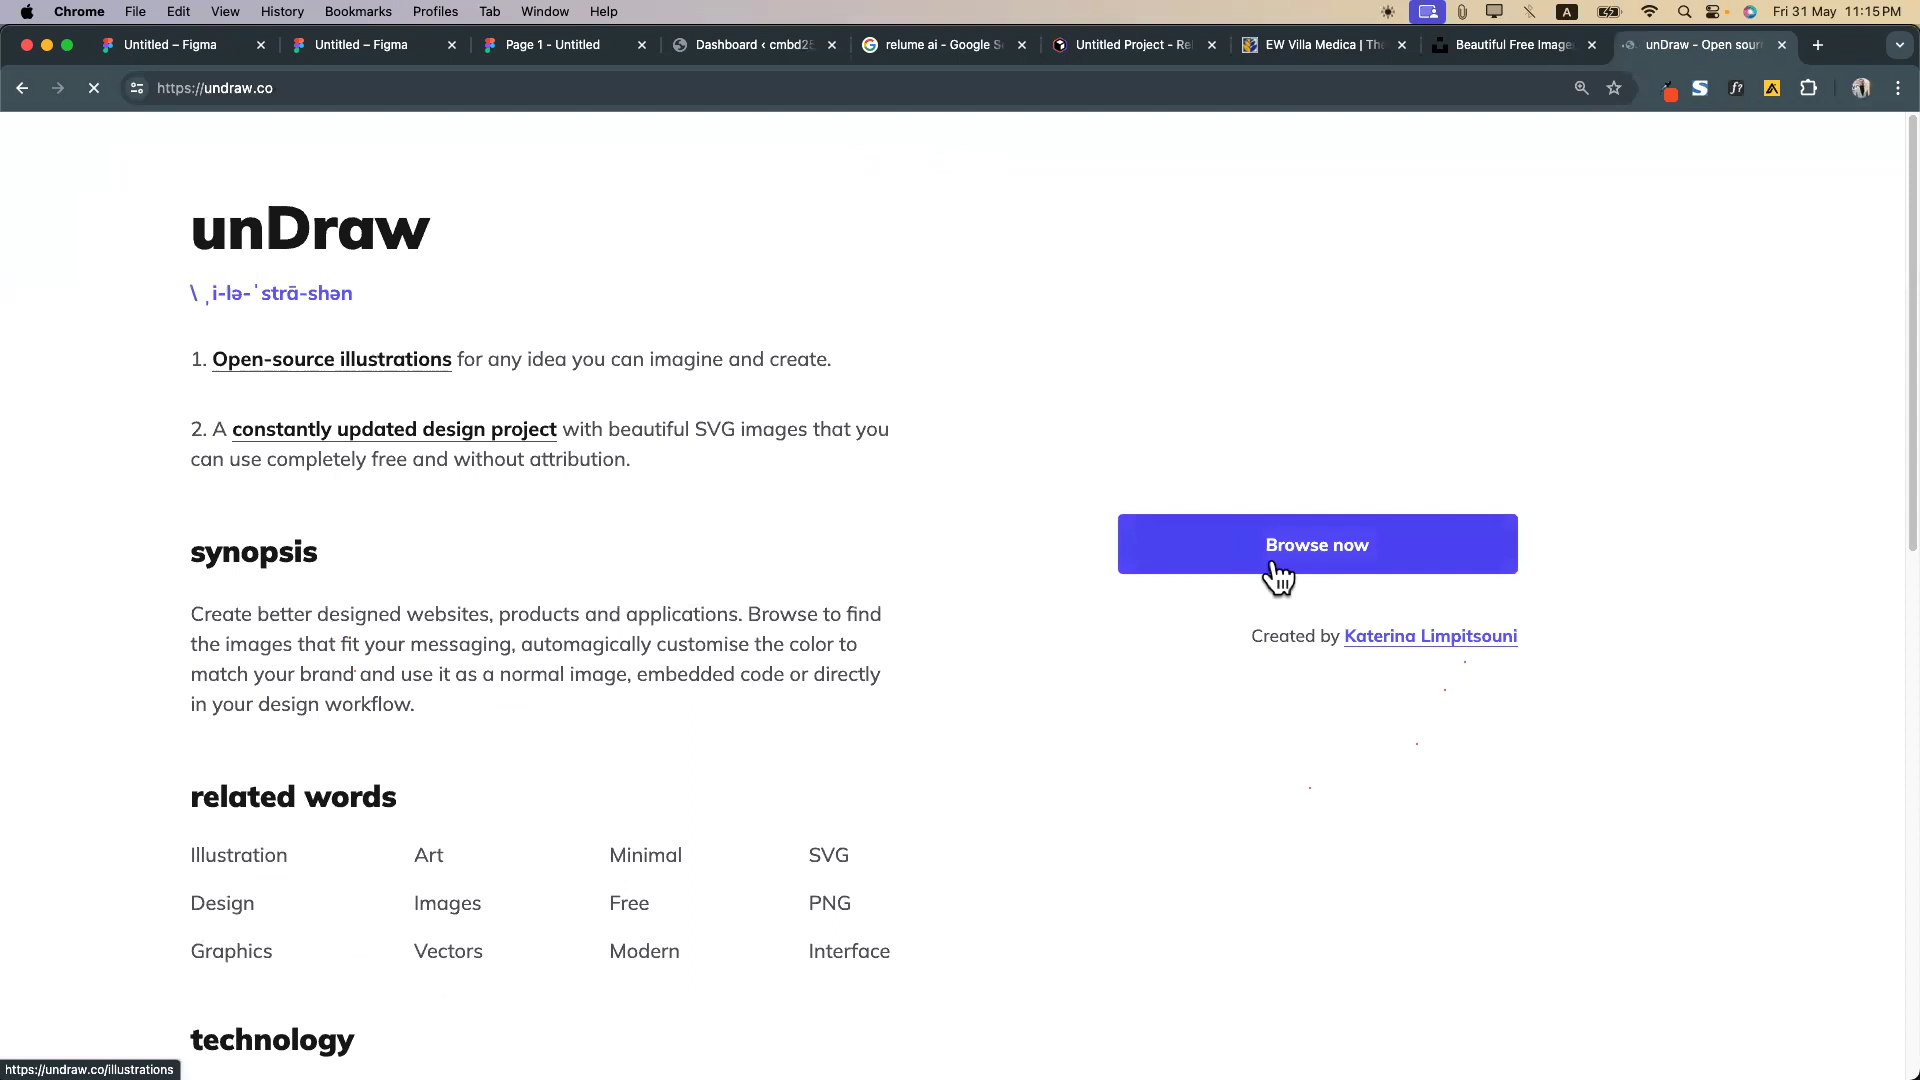 Chrome File Edit View History Bookmarks Profiles Tab Window Help Fri 31 May 11:15 PM
Untitled – Figma Untitled – Figma Page 1 - Untitled Dashboard ‹ cmbd25 relume ai - Google S Untitled Project - Re EW Villa Medica | Th Beautiful Free Image unDraw - Open sour
https://undraw.co
unDraw
\ ˌi-lə-ˈstrā-shən
1. Open-source illustrations for any idea you can imagine and create.
2. A constantly updated design project with beautiful SVG images that you
can use completely free and without attribution.
synopsis
Create better designed websites, products and applications. Browse to find
the images that fit your messaging, automagically customise the color to
match your brand and use it as a normal image, embedded code or directly
in your design workflow.
Browse now
Created by Katerina Limpitsouni
related words
Illustration Art Minimal SVG
Design Images Free PNG
Graphics Vectors Modern Interface
technology
https://undraw.co/illustrations